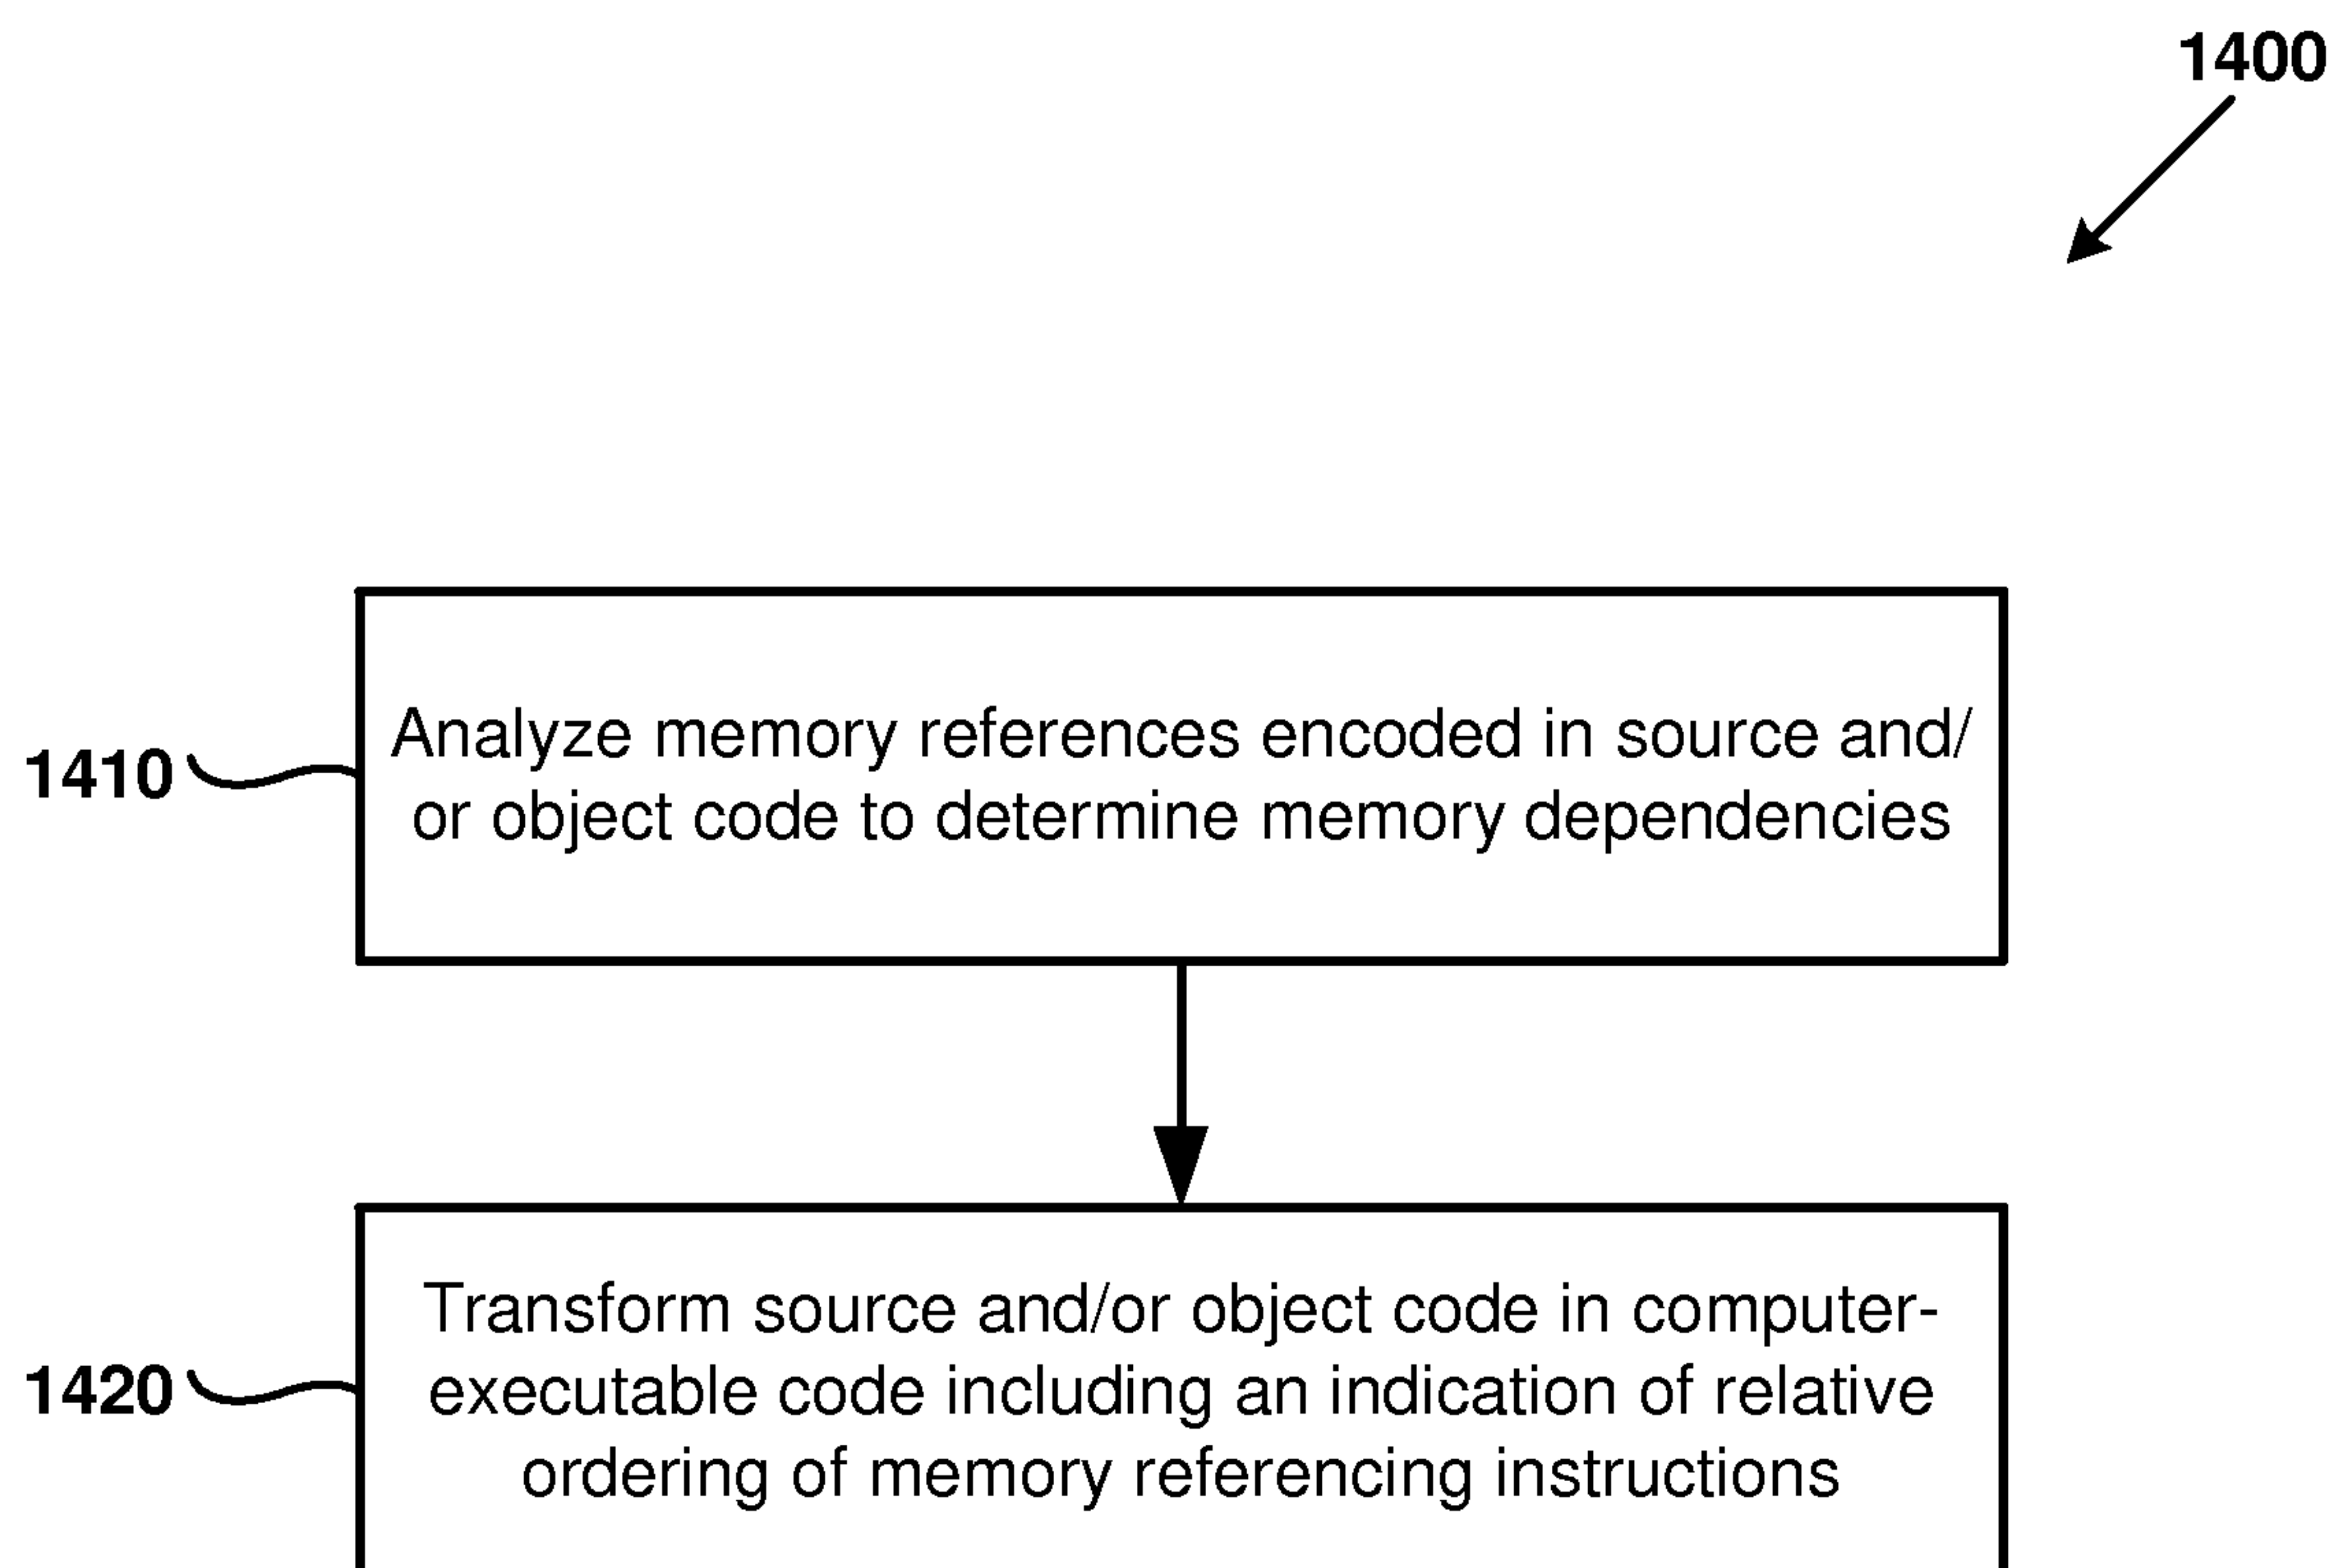 1400
1410
Analyze memory references encoded in source and/
or object code to determine memory dependencies
1420
Transform source and/or object code in computer-
executable code including an indication of relative
ordering of memory referencing instructions